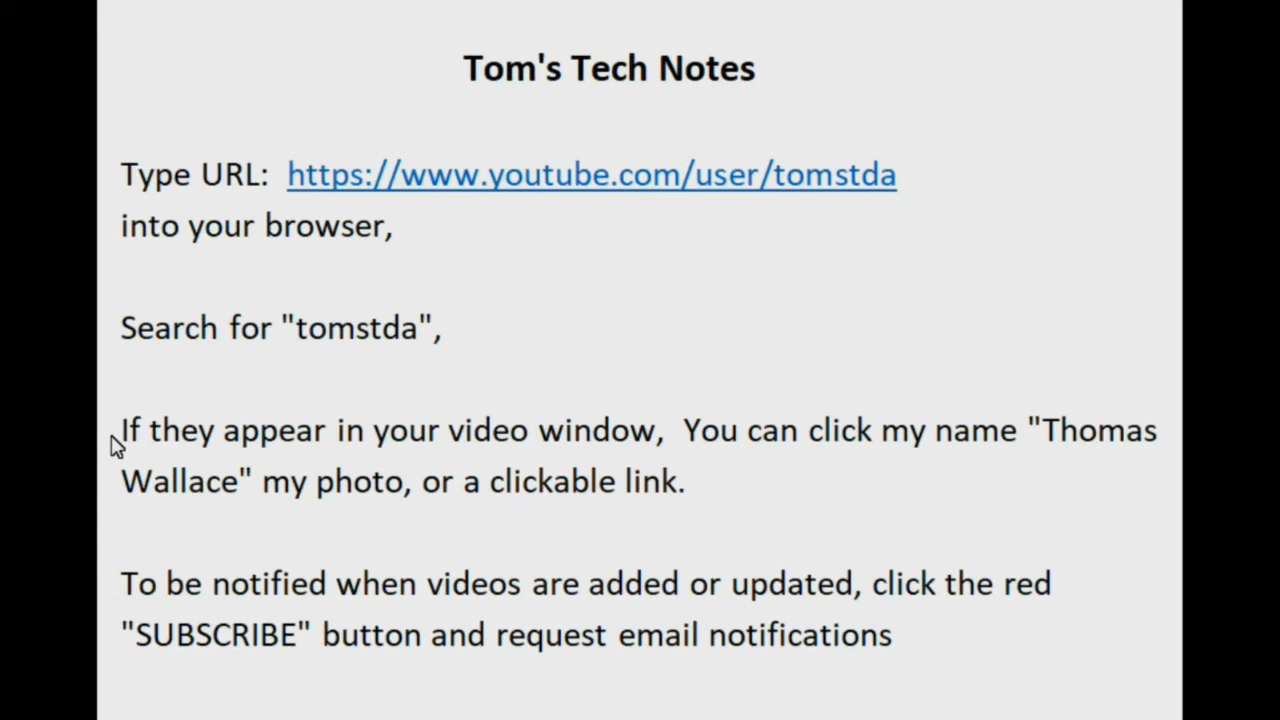 Tom's Tech Notes
Type URL:  https://www.youtube.com/user/tomstda
into your browser,
Search for "tomstda",
If they appear in your video window,  You can click my name "Thomas
Wallace" my photo, or a clickable link.
To be notified when videos are added or updated, click the red
"SUBSCRIBE" button and request email notifications